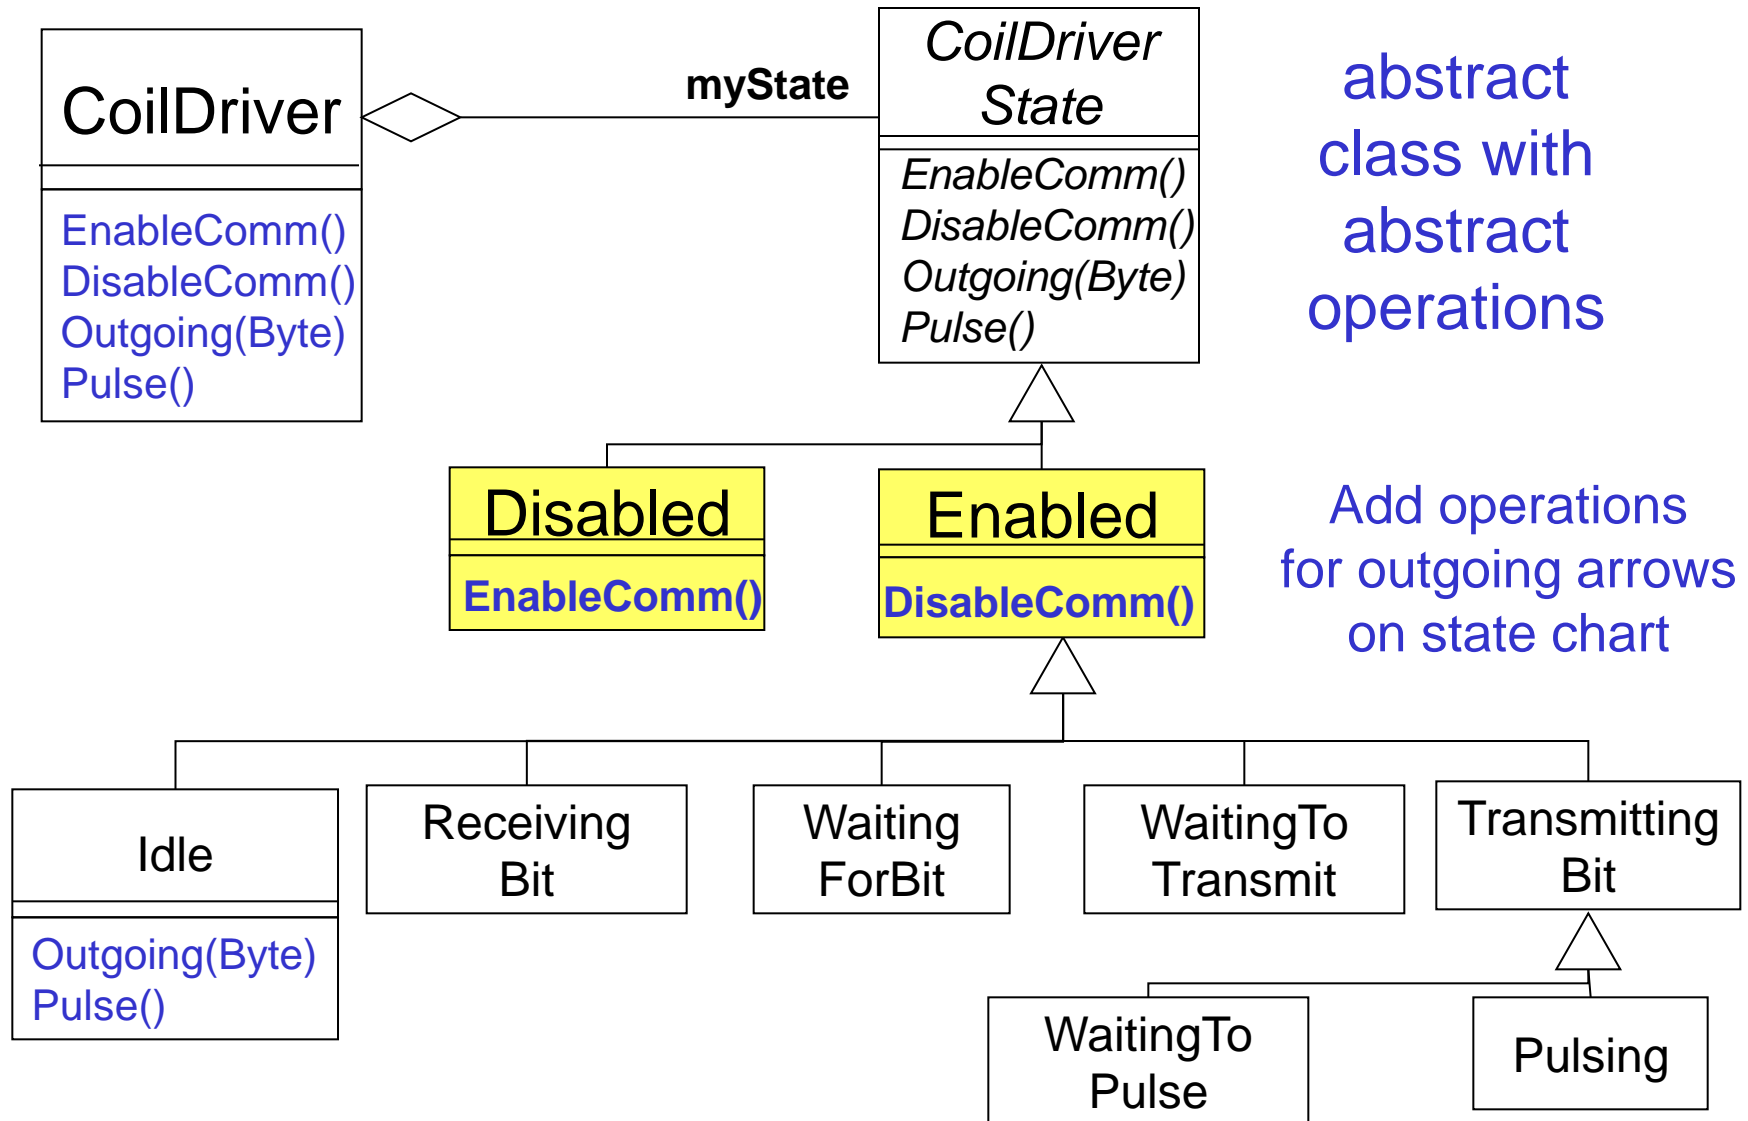 CoilDriver
EnableComm()
DisableComm()
Outgoing(Byte)
Pulse()
myState
CoilDriver
State
EnableComm()
DisableComm()
Outgoing(Byte)
Pulse()
abstract
class with
abstract
operations
Disabled
EnableComm()
Enabled
DisableComm()
Add operations
for outgoing arrows
on state chart
Idle
Outgoing(Byte)
Pulse()
Receiving
Bit
Waiting
ForBit
WaitingTo
Transmit
Transmitting
Bit
WaitingTo
Pulse
Pulsing